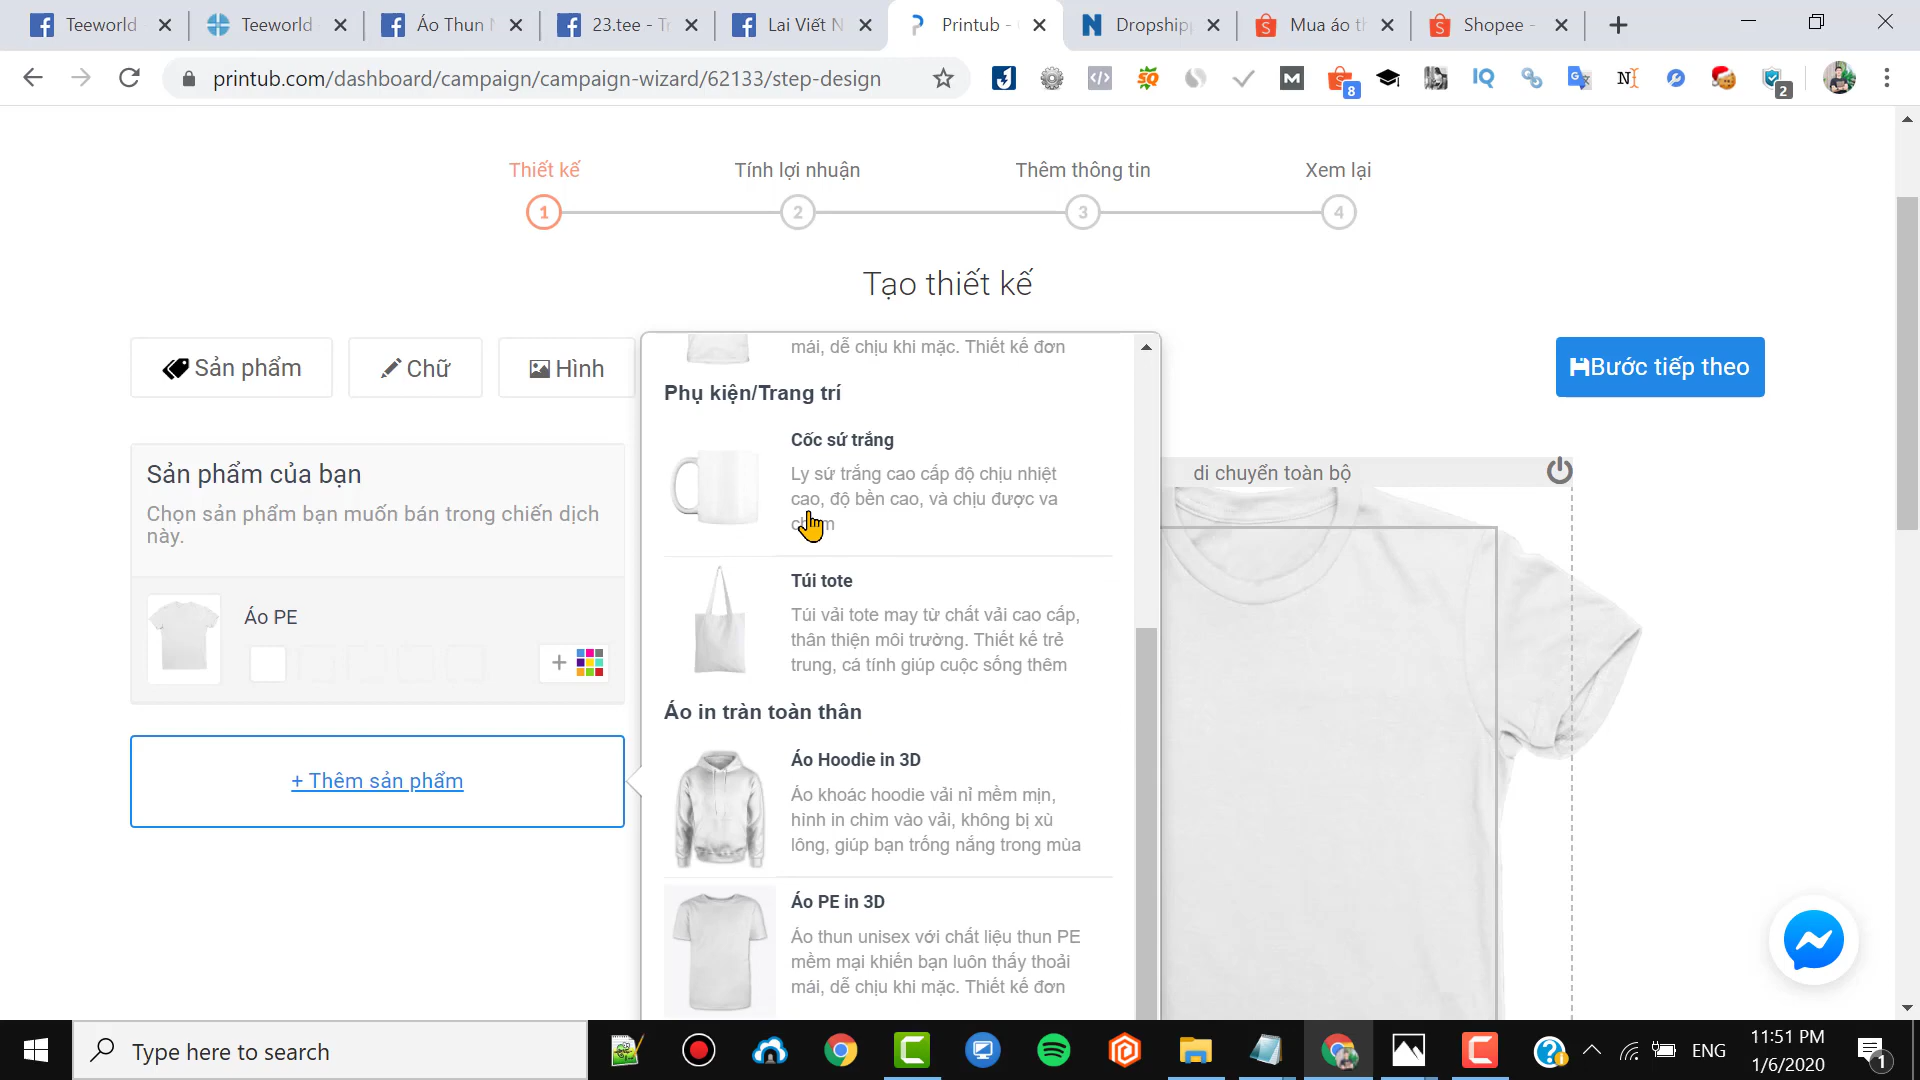 Teeworld
Teeworld
Áo Thun
23.tee - Tr
Lai Viết N
Printub -
Dropshipp
Mua áo th
Shopee -
printub.com/dashboard/campaign/campaign-wizard/62133/step-design
8
2
Thiết kế
Tính lợi nhuận
Thêm thông tin
Xem lại
1
2
3
4
Tạo thiết kế
Sản phẩm
Chữ
Hình
Bước tiếp theo
Sản phẩm của bạn
Chọn sản phẩm bạn muốn bán trong chiến dịch
này.
Áo PE
+ Thêm sản phẩm
mái, dễ chịu khi mặc. Thiết kế đơn
Phụ kiện/Trang trí
Cốc sứ trắng
Ly sứ trắng cao cấp độ chịu nhiệt
cao, độ bền cao, và chịu được va
Túi tote
Túi vải tote may từ chất vải cao cấp,
thân thiện môi trường. Thiết kế trẻ
trung, cá tính giúp cuộc sống thêm
Áo in tràn toàn thân
Áo Hoodie in 3D
Áo khoác hoodie vải nỉ mềm mịn,
hình in chìm vào vải, không bị xù
lông, giúp bạn trống nắng trong mùa
Áo PE in 3D
Áo thun unisex với chất liệu thun PE
mềm mại khiến bạn luôn thấy thoải
mái, dễ chịu khi mặc. Thiết kế đơn
di chuyển toàn bộ
Type here to search
ENG
11:51 PM
1/6/2020
1